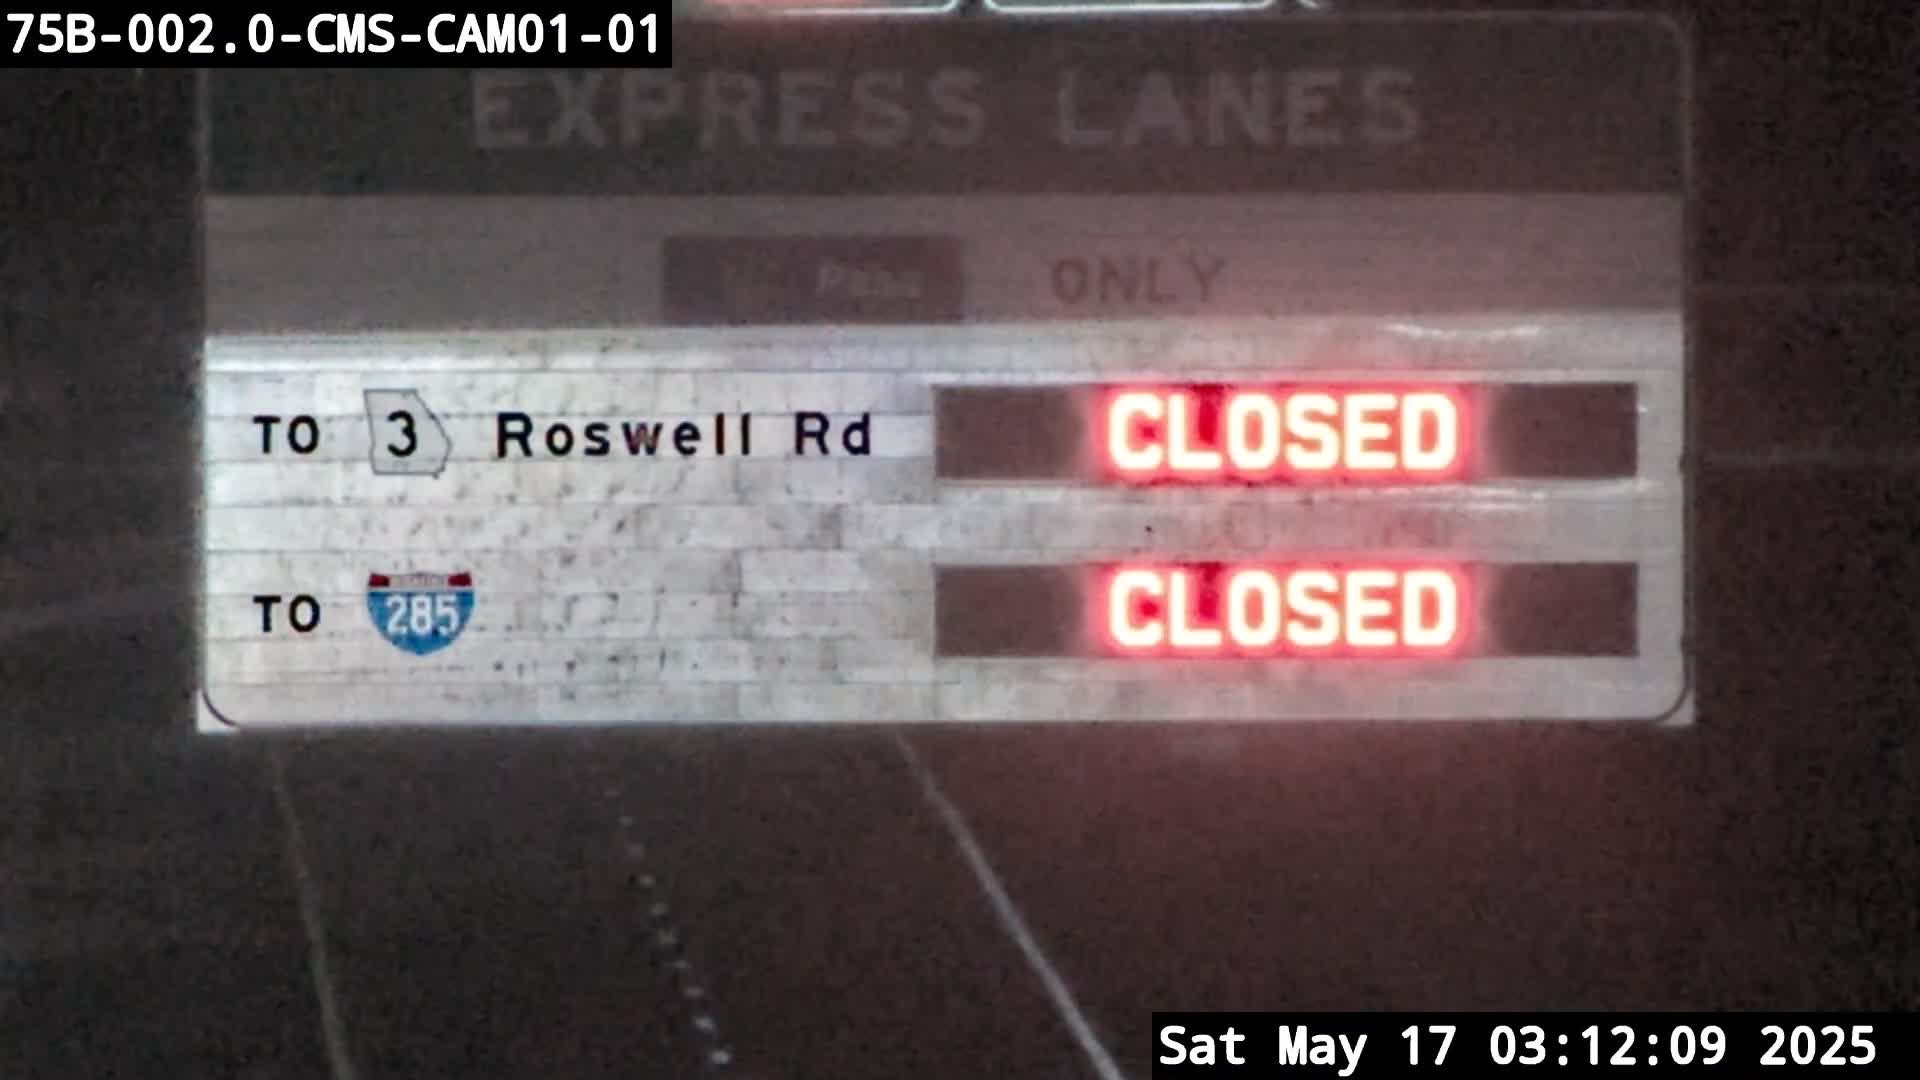 75B-002.0-CMS-CAM01-01
EXPRESS LANES
Pass ONLY
TO 3 Roswell Rd CLOSED
TO 285 CLOSED
Sat May 17 03:12:09 2025